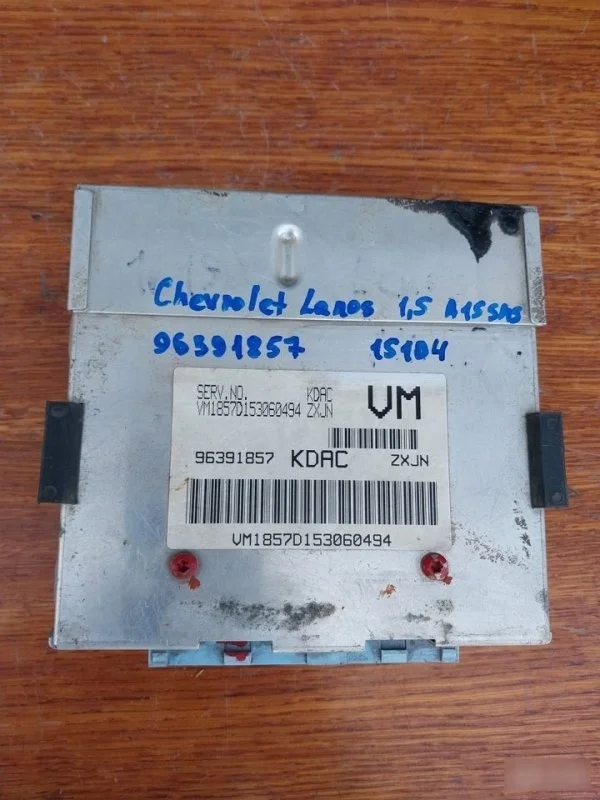 Chevrolet Lanos 1,5 A15SMS
96391857 15104
SERV.NO. KDAC VM
VM1857D153060494 ZXJN
96391857 KDAC ZXJN
VM1857D153060494